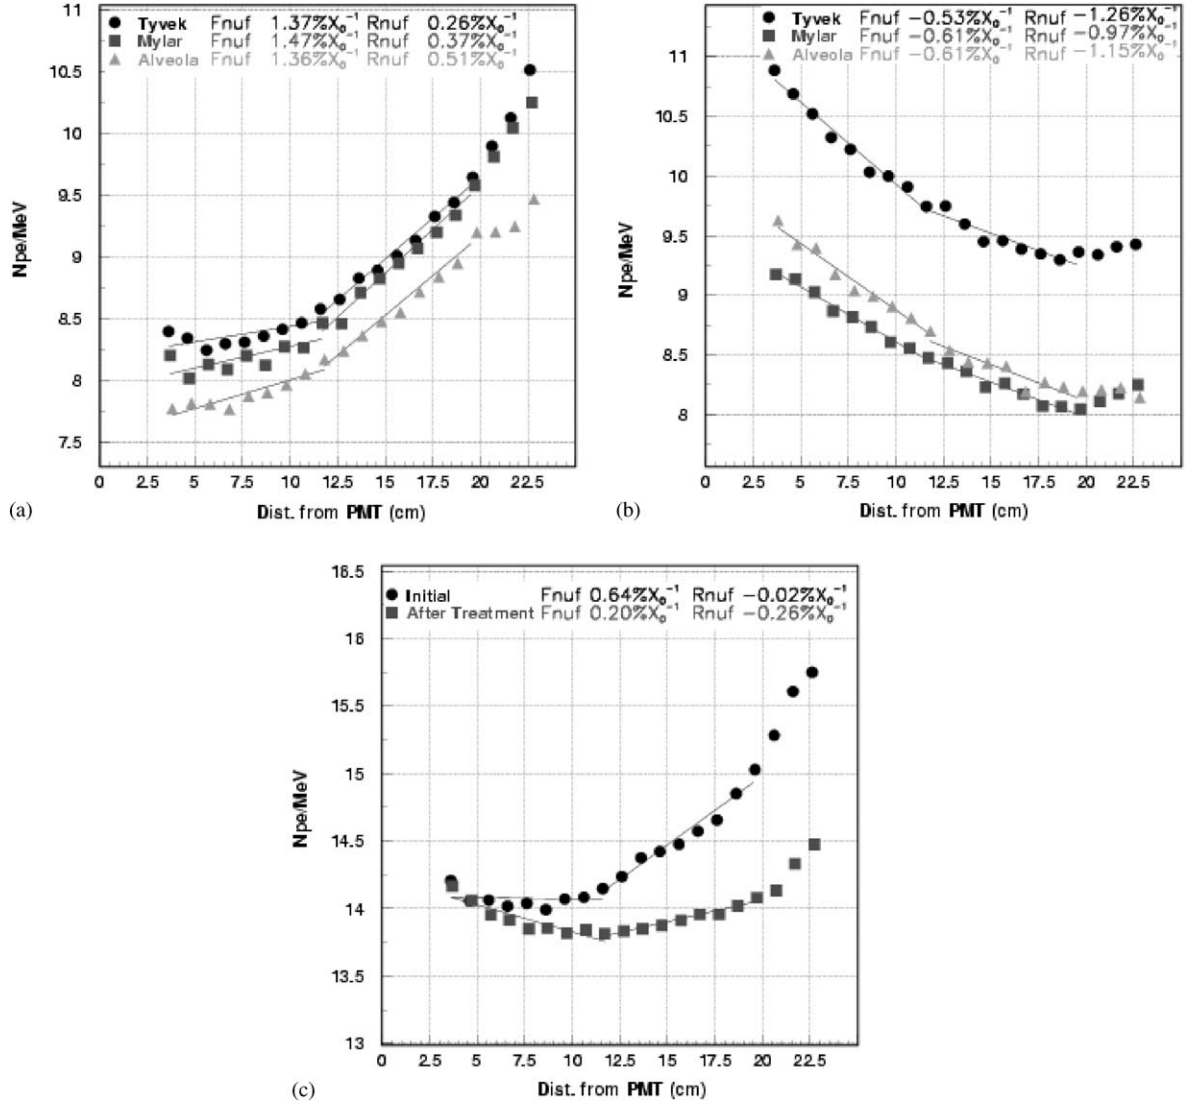 Tyvek Fnuf 1.37%X₀⁻¹ Rnuf 0.26%X₀⁻¹
Mylar Fnuf 1.47%X₀⁻¹ Rnuf 0.37%X₀⁻¹
Alveola Fnuf 1.36%X₀⁻¹ Rnuf 0.51%X₀⁻¹
11
10.5
10
9.5
9
8.5
8
7.5
Npe/MeV
0 2.5 5 7.5 10 12.5 15 17.5 20 22.5
(a) Dist. from PMT (cm)
Tyvek Fnuf −0.53%X₀⁻¹ Rnuf −1.26%X₀⁻¹
Mylar Fnuf −0.61%X₀⁻¹ Rnuf −0.97%X₀⁻¹
Alveola Fnuf −0.61%X₀⁻¹ Rnuf −1.15%X₀⁻¹
11
10.5
10
9.5
9
8.5
8
Npe/MeV
0 2.5 5 7.5 10 12.5 15 17.5 20 22.5
(b) Dist. from PMT (cm)
16.5
Initial Fnuf 0.64%X₀⁻¹ Rnuf −0.02%X₀⁻¹
After Treatment Fnuf 0.20%X₀⁻¹ Rnuf −0.26%X₀⁻¹
16
15.5
15
14.5
14
13.5
13
Npe/MeV
0 2.5 5 7.5 10 12.5 15 17.5 20 22.5
(c) Dist. from PMT (cm)